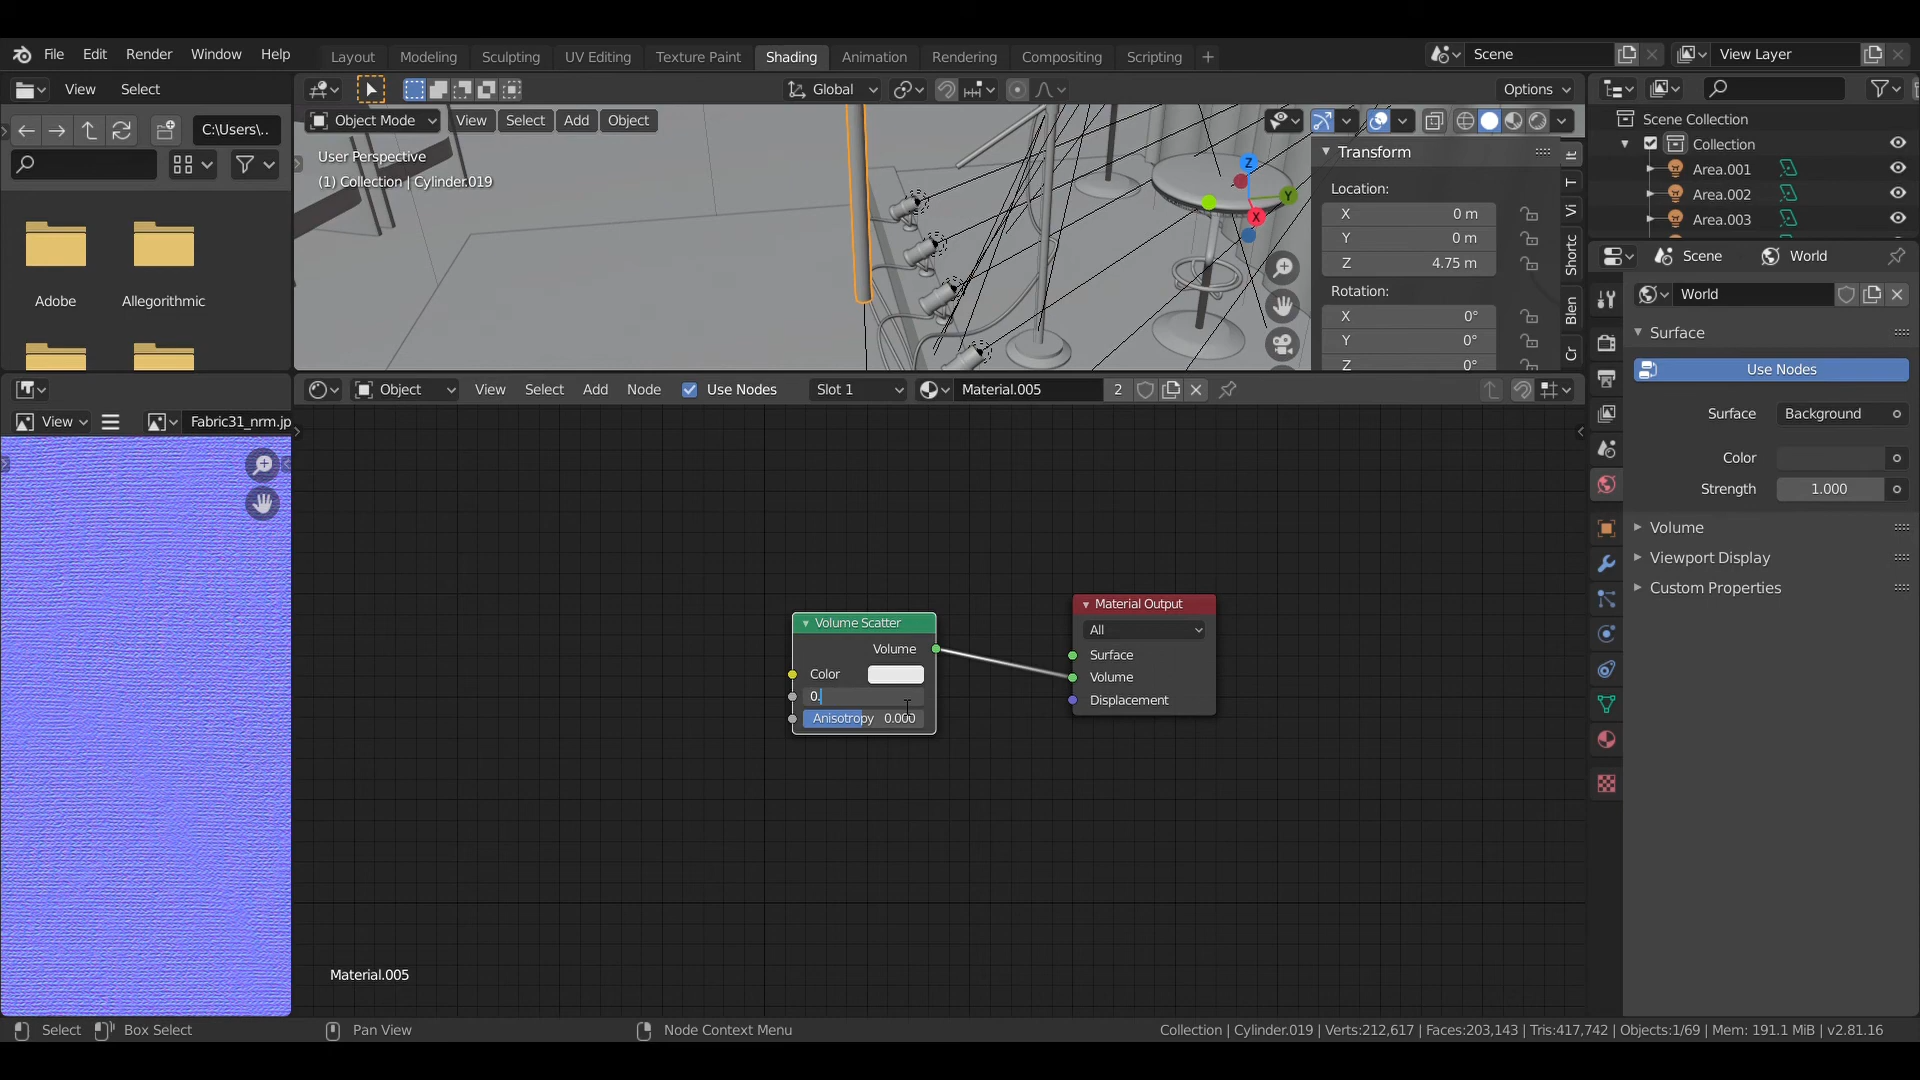 File Edit Render Window Help
Layout Modeling Sculpting UV Editing Texture Paint Shading Animation Rendering Compositing Scripting +
Scene
View Layer
View Select
Global
Options
C:\Users\..
Object Mode View Select Add Object
User Perspective
(1) Collection | Cylinder.019
Z
Y
X
Transform
Location:
X 0 m
Y 0 m
Z 4.75 m
Rotation:
X 0°
Y 0°
Z 0°
T
Vi
Shortc
Blen
Cr
Scene Collection
Collection
Area.001
Area.002
Area.003
Adobe
Allegorithmic
Scene World
World
Surface
Use Nodes
Surface Background
Color
Strength 1.000
Volume
Viewport Display
Custom Properties
Object View Select Add Node Use Nodes Slot 1 Material.005 2
View
Fabric31_nrm.jp
Volume Scatter
Volume
Color
0.
Anisotropy 0.000
Material Output
All
Surface
Volume
Displacement
Material.005
Select Box Select Pan View Node Context Menu
Collection | Cylinder.019 | Verts:212,617 | Faces:203,143 | Tris:417,742 | Objects:1/69 | Mem: 191.1 MiB | v2.81.16